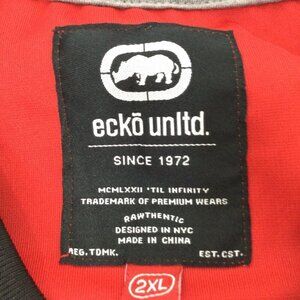 eckō unltd.
SINCE 1972
MCMLXXII 'TIL INFINITY
TRADEMARK OF PREMIUM WEARS
RAWTHENTIC
DESIGNED IN NYC
MADE IN CHINA
REG.TDMK. EST.CST.
2XL